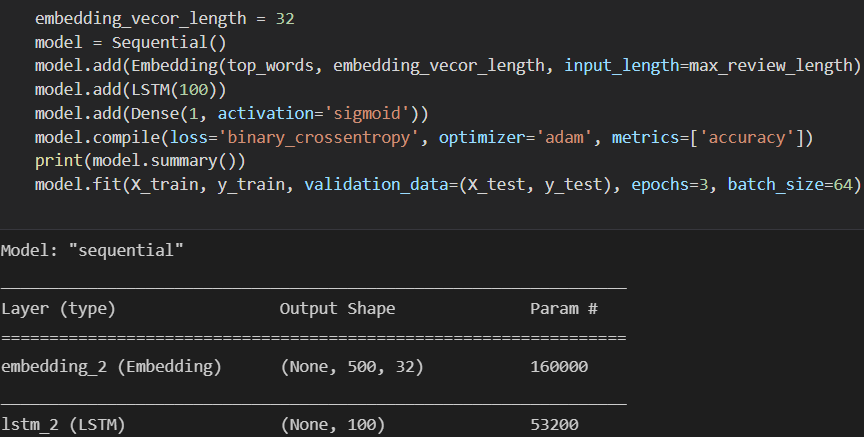 embedding_vecor_length = 32
model = Sequential()
model.add(Embedding(top_words, embedding_vecor_length, input_length=max_review_length)
model.add(LSTM(100))
model.add(Dense(1, activation='sigmoid'))
model.compile(loss='binary_crossentropy', optimizer='adam', metrics=['accuracy'])
print(model.summary())
model.fit(X_train, y_train, validation_data=(X_test, y_test), epochs=3, batch_size=64)
Model: "sequential"
_________________________________________________________________
Layer (type) Output Shape Param #
=================================================================
embedding_2 (Embedding) (None, 500, 32) 160000
_________________________________________________________________
lstm_2 (LSTM) (None, 100) 53200